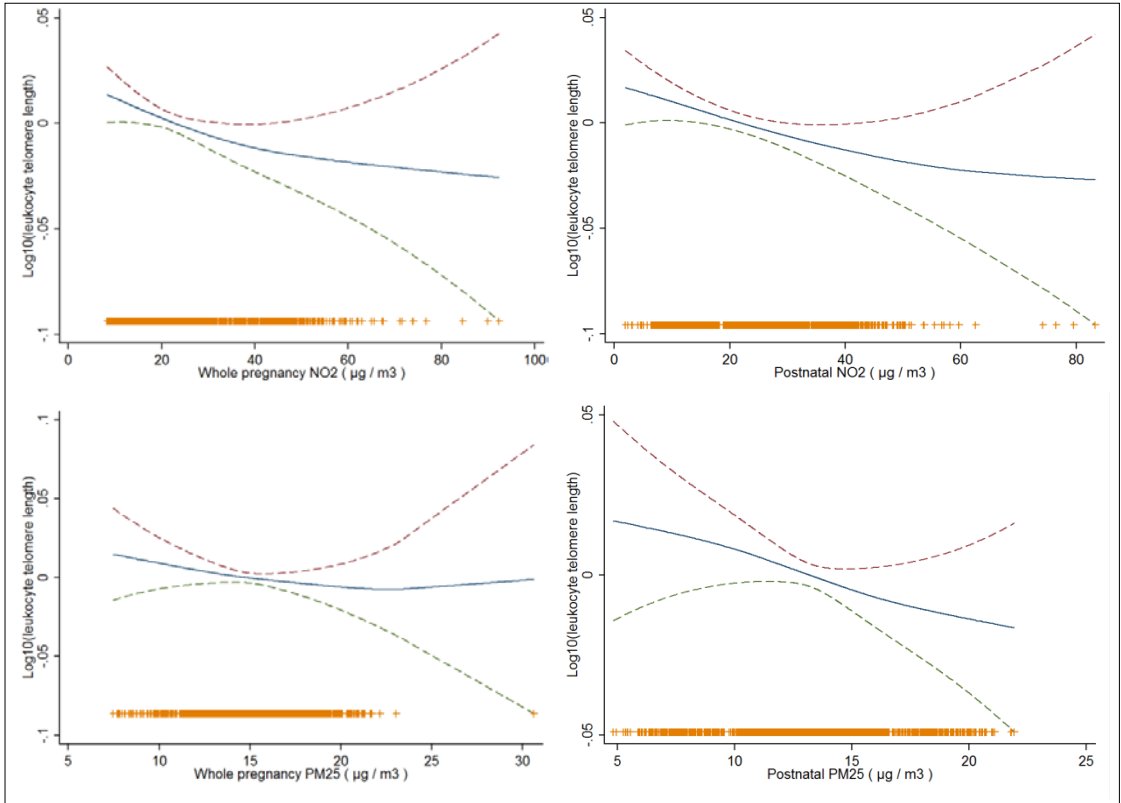 Log10(leukocyte telomere length)
.05
0
-.05
-.1
0 20 40 60 80 100
Whole pregnancy NO2 ( µg / m3 )
Log10(leukocyte telomere length)
.05
0
-.05
-.1
0 20 40 60 80
Postnatal NO2 ( µg / m3 )
Log10(leukocyte telomere length)
.1
.05
0
-.05
-.1
5 10 15 20 25 30
Whole pregnancy PM25 ( µg / m3 )
Log10(leukocyte telomere length)
.05
0
-.05
5 10 15 20 25
Postnatal PM25 ( µg / m3 )